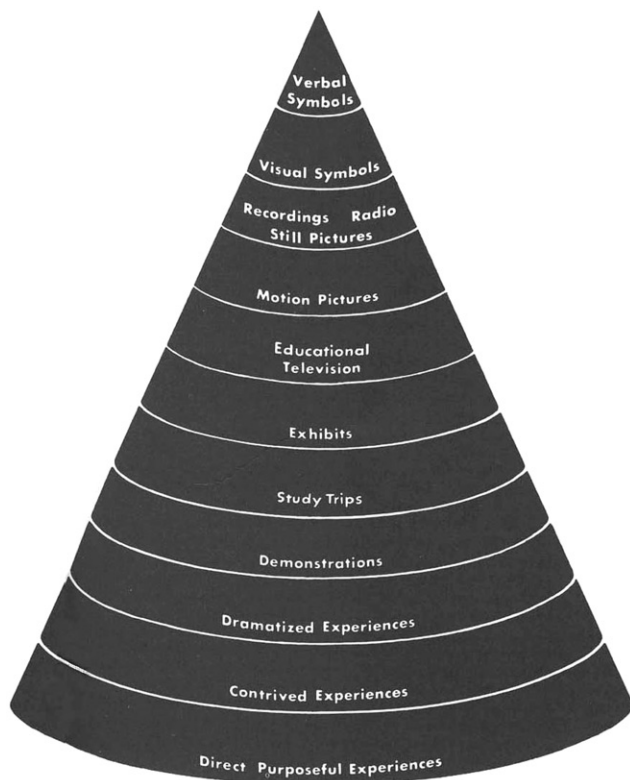 Verbal
Symbols
Visual Symbols
Recordings Radio
Still Pictures
Motion Pictures
Educational
Television
Exhibits
Study Trips
Demonstrations
Dramatized Experiences
Contrived Experiences
Direct Purposeful Experiences